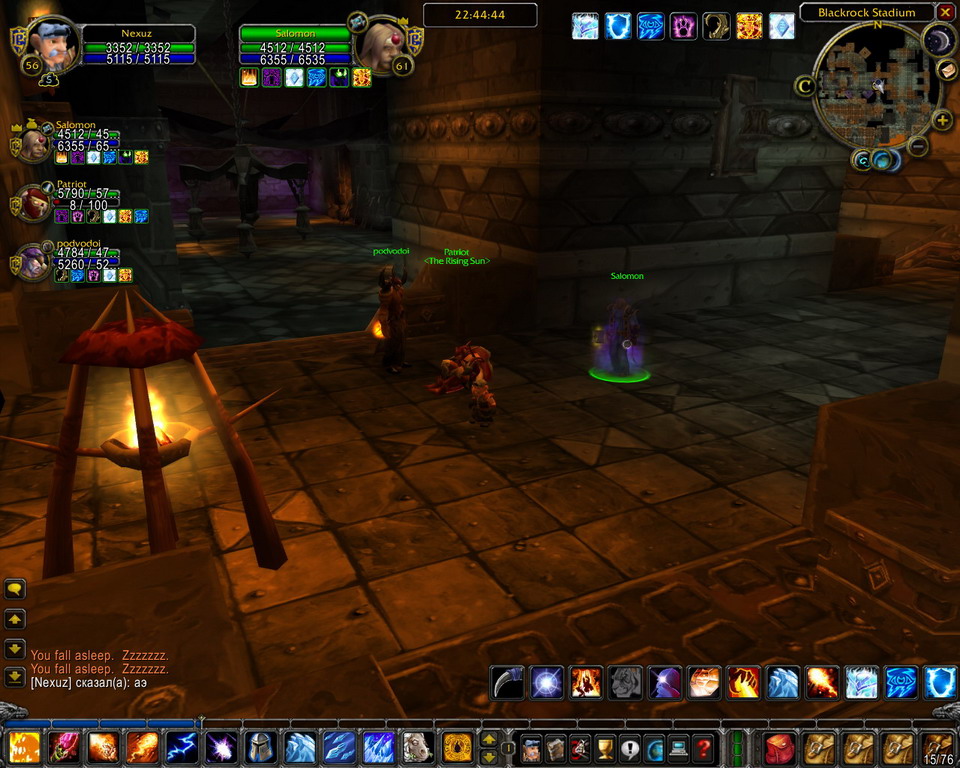 Nexuz
3352 / 3352
5115 / 5115
56
Salomon
4512 / 4512
6355 / 6535
61
22:44:44
Blackrock Stadium
N
C
Salomon
4512 / 45...
6355 / 65...
Patriot
5790 / 57...
8 / 100
podvodoi
4784 / 47...
5260 / 52...
podvodoi
Patriot
<The Rising Sun>
Salomon
You fall asleep. Zzzzzzz.
You fall asleep. Zzzzzzz.
[Nexuz] сказал(а): аэ
1
15/76